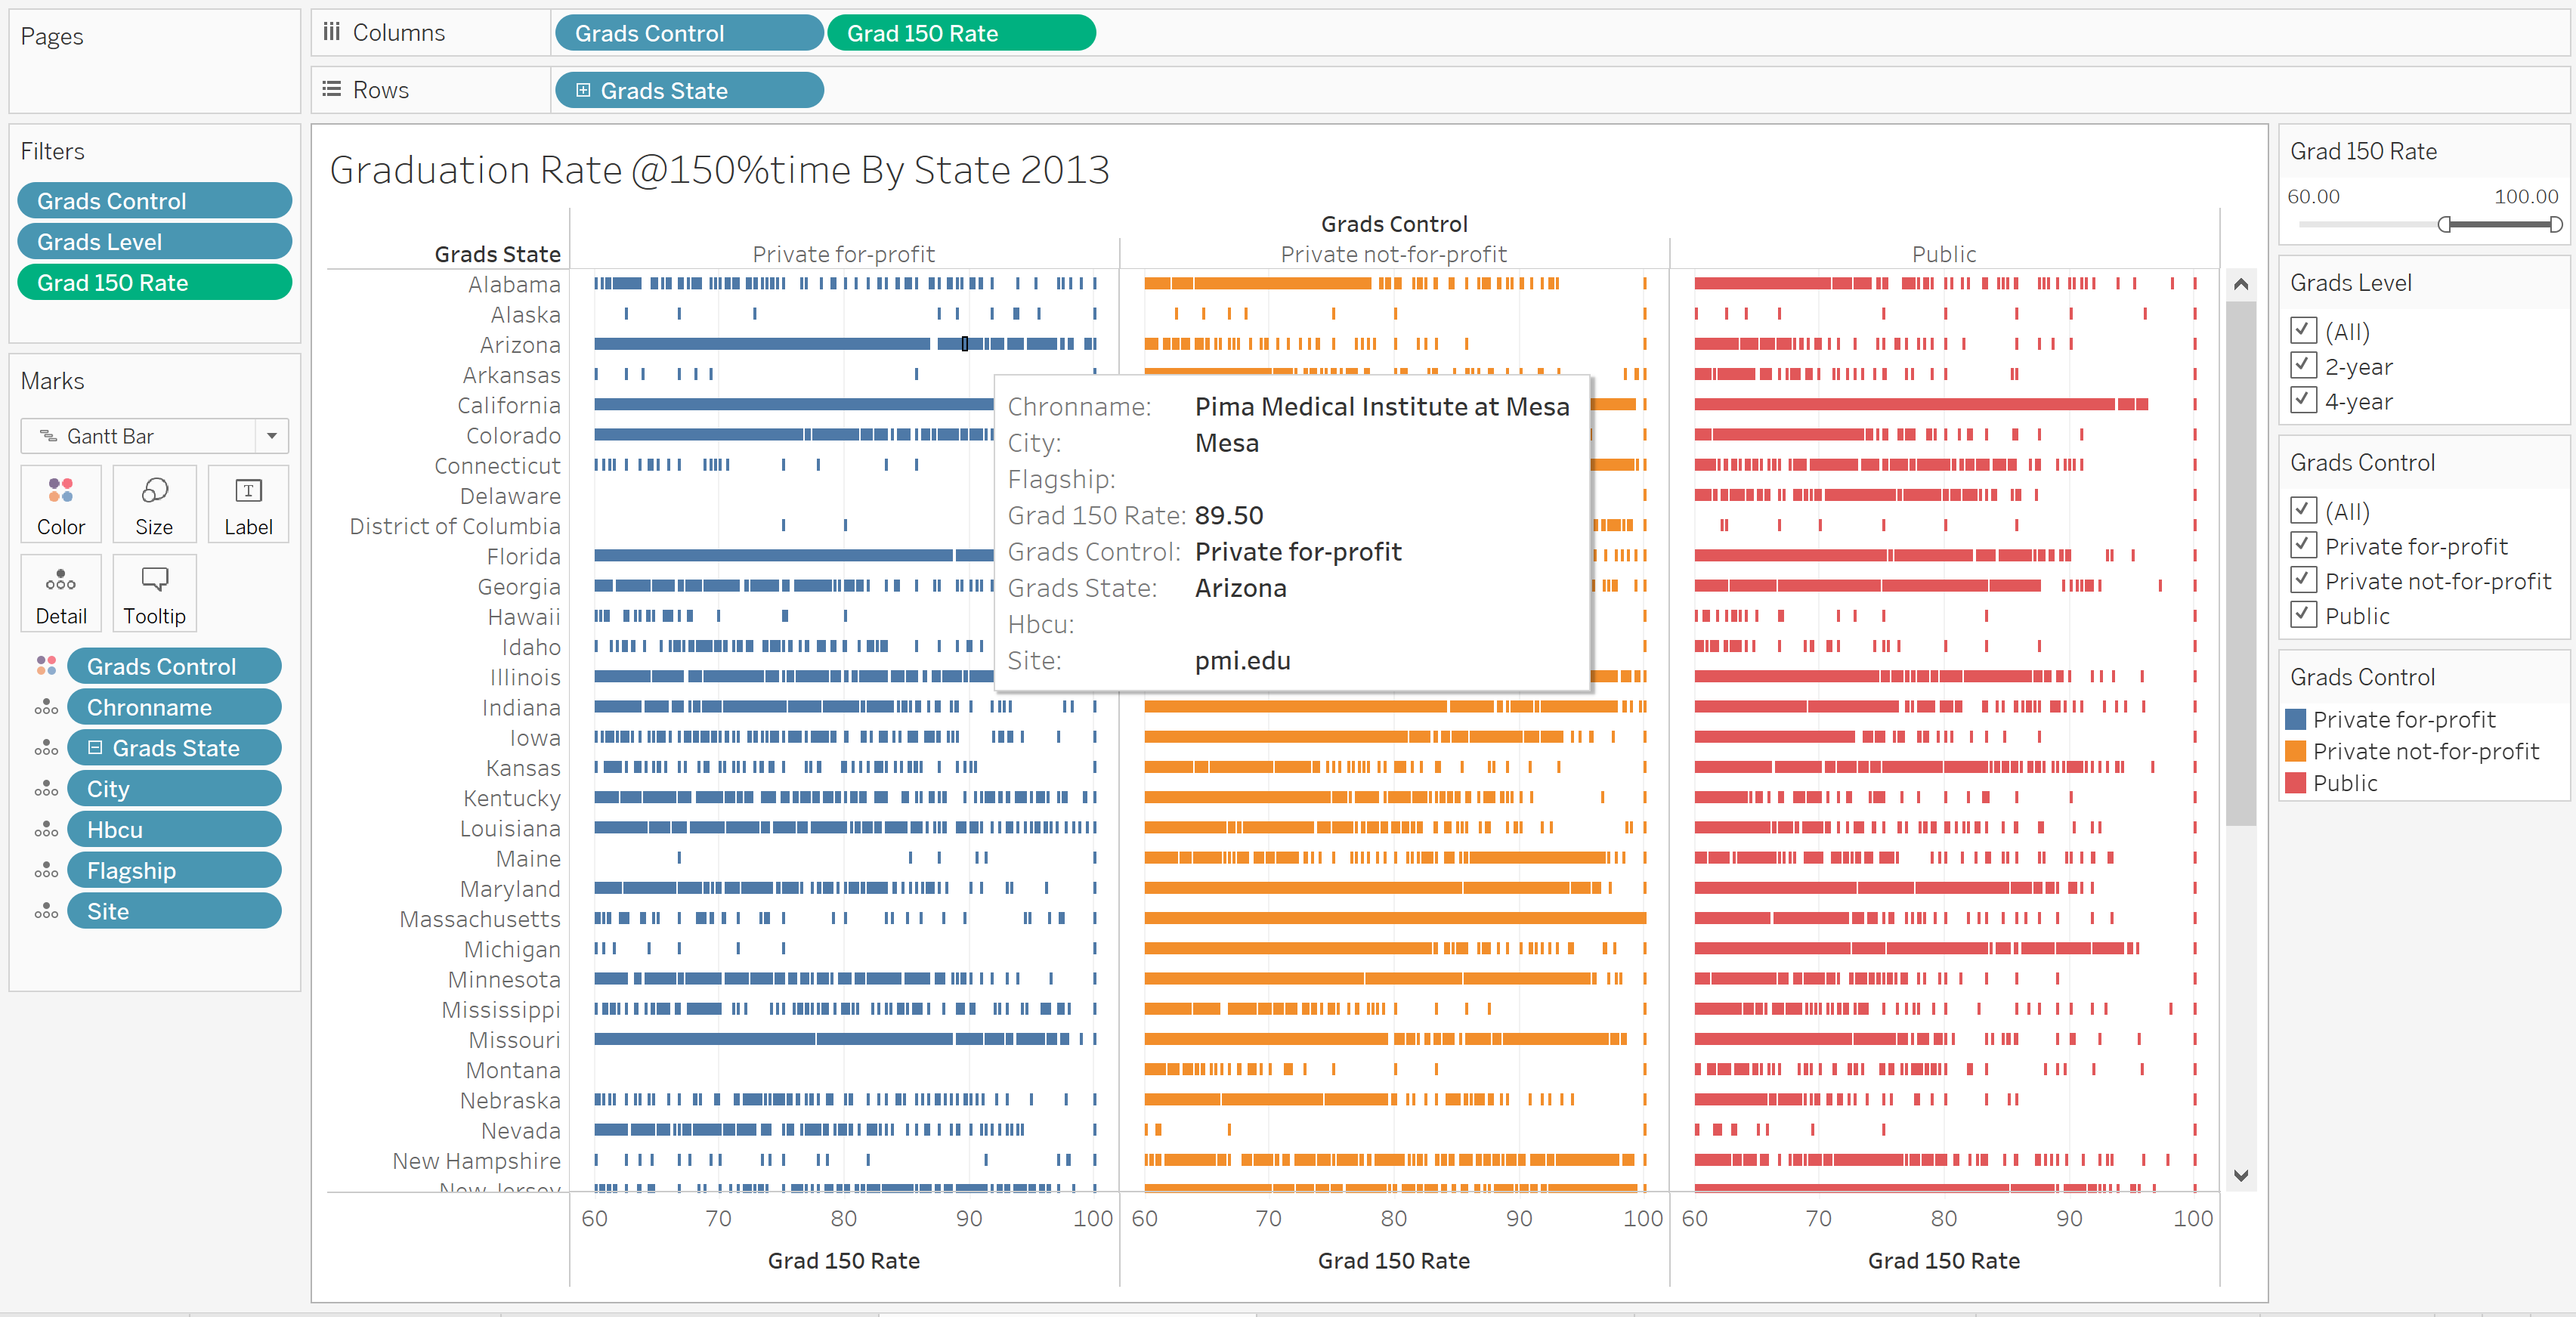 Pages
Columns
Grads Control
Grad 150 Rate
Rows
Grads State
Filters
Grads Control
Grads Level
Grad 150 Rate
Marks
Gantt Bar
Color
Size
Label
Detail
Tooltip
Grads Control
Chronname
Grads State
City
Hbcu
Flagship
Site
Graduation Rate @150%time By State 2013
Grads Control
Grads State
Private for-profit
Private not-for-profit
Public
Alabama
Alaska
Arizona
Arkansas
California
Colorado
Connecticut
Delaware
District of Columbia
Florida
Georgia
Hawaii
Idaho
Illinois
Indiana
Iowa
Kansas
Kentucky
Louisiana
Maine
Maryland
Massachusetts
Michigan
Minnesota
Mississippi
Missouri
Montana
Nebraska
Nevada
New Hampshire
New Jersey
Chronname: Pima Medical Institute at Mesa
City: Mesa
Flagship:
Grad 150 Rate: 89.50
Grads Control: Private for-profit
Grads State: Arizona
Hbcu:
Site: pmi.edu
60 70 80 90 100 60 70 80 90 100 60 70 80 90 100
Grad 150 Rate
Grad 150 Rate
Grad 150 Rate
Grad 150 Rate
60.00 100.00
Grads Level
(All)
2-year
4-year
Grads Control
(All)
Private for-profit
Private not-for-profit
Public
Grads Control
Private for-profit
Private not-for-profit
Public